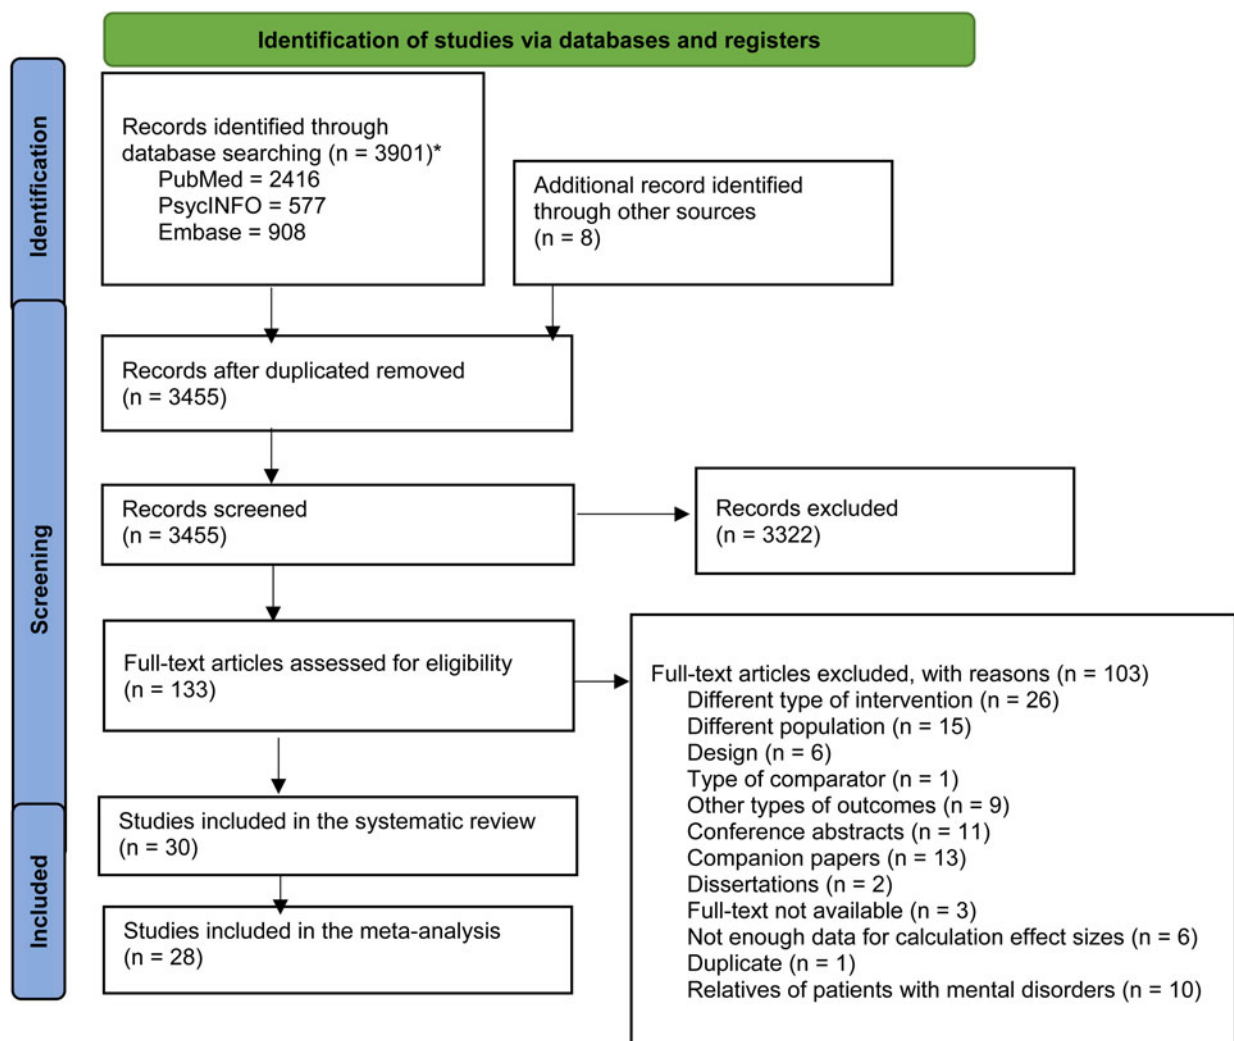 Identification of studies via databases and registers
Identification
Records identified through
database searching (n = 3901)*
PubMed = 2416
PsycINFO = 577
Embase = 908
Additional record identified
through other sources
(n = 8)
Screening
Records after duplicated removed
(n = 3455)
Records screened
(n = 3455)
Records excluded
(n = 3322)
Full-text articles assessed for eligibility
(n = 133)
Full-text articles excluded, with reasons (n = 103)
Different type of intervention (n = 26)
Different population (n = 15)
Design (n = 6)
Type of comparator (n = 1)
Other types of outcomes (n = 9)
Conference abstracts (n = 11)
Companion papers (n = 13)
Dissertations (n = 2)
Full-text not available (n = 3)
Not enough data for calculation effect sizes (n = 6)
Duplicate (n = 1)
Relatives of patients with mental disorders (n = 10)
Included
Studies included in the systematic review
(n = 30)
Studies included in the meta-analysis
(n = 28)